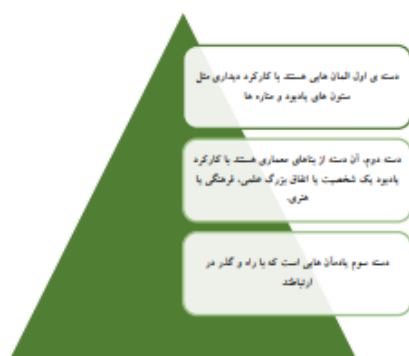 دسته ی اول المان هایی هستند با کارکرد دیداری مثل
ستون های یادبود و مناره ها
دسته دوم، آن دسته از بناهای معماری هستند با کارکرد
یادبود یک شخصیت یا اتفاق بزرگ علمی، فرهنگی یا
هنری.
دسته سوم یادمان هایی است که با راه و گذر در
ارتباطند